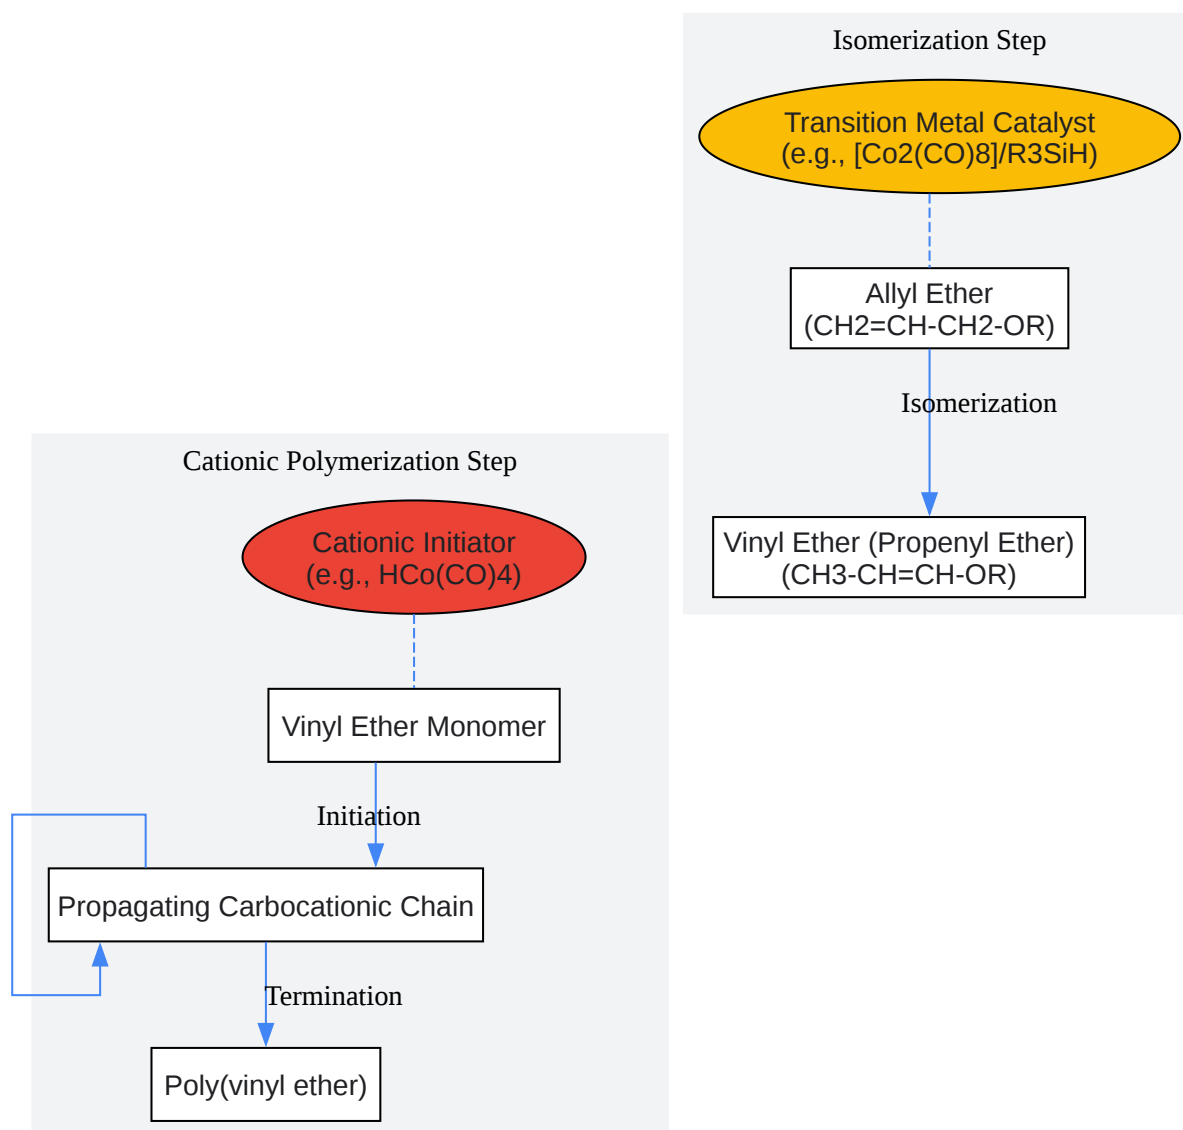 Isomerization Step
Transition Metal Catalyst
(e.g., [Co2(CO)8]/R3SiH)
Allyl Ether
(CH2=CH-CH2-OR)
Isomerization
Vinyl Ether (Propenyl Ether)
(CH3-CH=CH-OR)
Cationic Polymerization Step
Cationic Initiator
(e.g., HCo(CO)4)
Vinyl Ether Monomer
Initiation
Propagating Carbocationic Chain
Termination
Poly(vinyl ether)